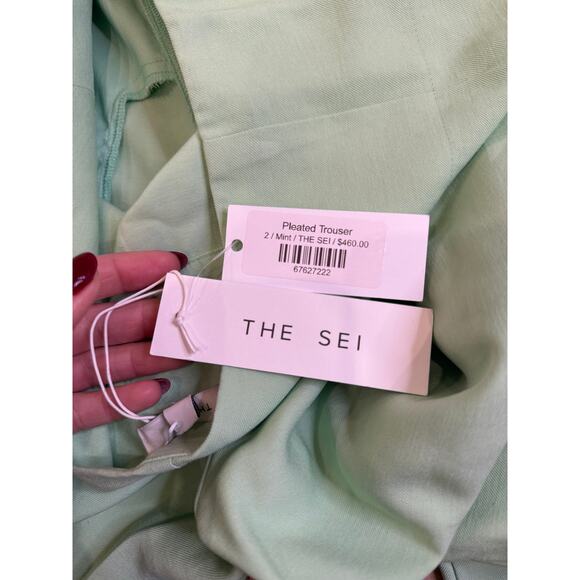 Pleated Trouser
2 / Mint / THE SEI / $460.00
67627222
THE SEI